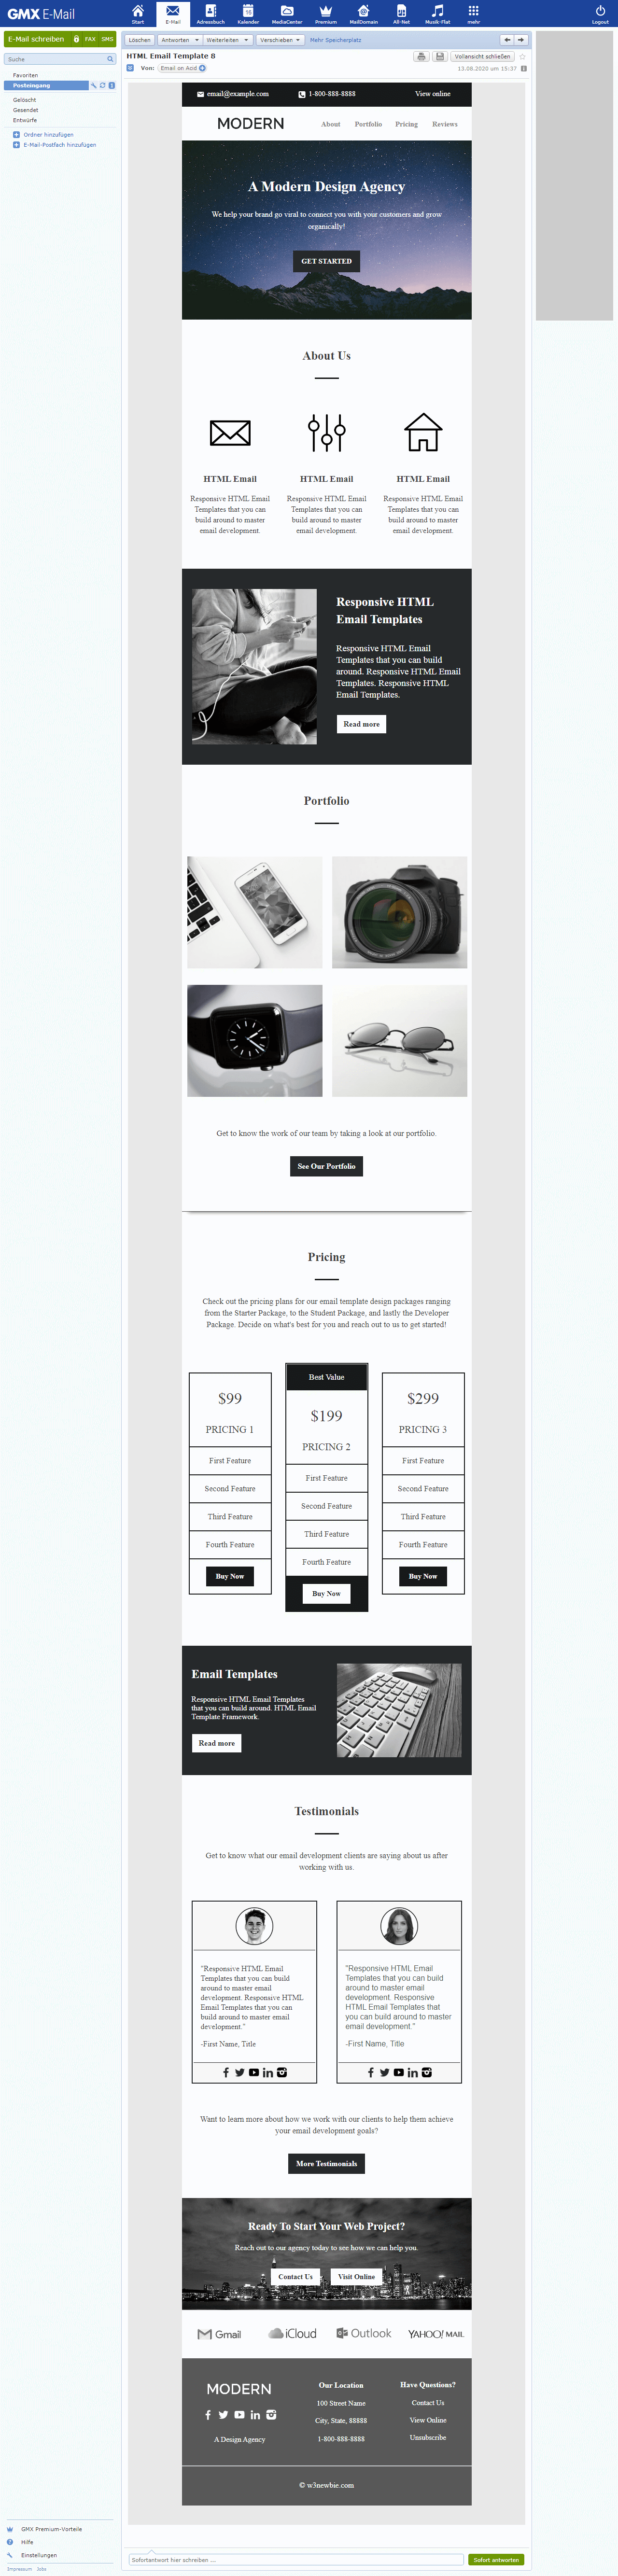 GMX E-Mail
Start
E-Mail
Adressbuch
Kalender
MediaCenter
Premium
MailDomain
All-Net
Musik-Flat
mehr
Logout
E-Mail schreiben
FAX
SMS
Suche
Favoriten
Posteingang
Gelöscht
Gesendet
Entwürfe
Ordner hinzufügen
E-Mail-Postfach hinzufügen
Löschen
Antworten
Weiterleiten
Verschieben
Mehr Speicherplatz
HTML Email Template 8
Vollansicht schließen
Von: Email on Acid
13.08.2020 um 15:37
email@example.com
1-800-888-8888
View online
MODERN
About
Portfolio
Pricing
Reviews
A Modern Design Agency
We help your brand go viral to connect you with your customers and grow
organically!
GET STARTED
About Us
HTML Email
Responsive HTML Email
Templates that you can
build around to master
email development.
HTML Email
Responsive HTML Email
Templates that you can
build around to master
email development.
HTML Email
Responsive HTML Email
Templates that you can
build around to master
email development.
Responsive HTML
Email Templates
Responsive HTML Email
Templates that you can build
around. Responsive HTML Email
Templates. Responsive HTML
Email Templates.
Read more
Portfolio
Get to know the work of our team by taking a look at our portfolio.
See Our Portfolio
Pricing
Check out the pricing plans for our email template design packages ranging
from the Starter Package, to the Student Package, and lastly the Developer
Package. Decide on what's best for you and reach out to us to get started!
$99
PRICING 1
First Feature
Second Feature
Third Feature
Fourth Feature
Buy Now
Best Value
$199
PRICING 2
First Feature
Second Feature
Third Feature
Fourth Feature
Buy Now
$299
PRICING 3
First Feature
Second Feature
Third Feature
Fourth Feature
Buy Now
Email Templates
Responsive HTML Email Templates
that you can build around. HTML Email
Template Framework.
Read more
Testimonials
Get to know what our email development clients are saying about us after
working with us.
"Responsive HTML Email
Templates that you can build
around to master email
development. Responsive HTML
Email Templates that you can
build around to master email
development."
-First Name, Title
"Responsive HTML Email
Templates that you can build
around to master email
development. Responsive
HTML Email Templates that
you can build around to master
email development."
-First Name, Title
Want to learn more about how we work with our clients to help them achieve
your email development goals?
More Testimonials
Ready To Start Your Web Project?
Reach out to our agency today to see how we can help you.
Contact Us
Visit Online
Gmail
iCloud
Outlook
YAHOO! MAIL
MODERN
A Design Agency
Our Location
100 Street Name
City, State, 88888
1-800-888-8888
Have Questions?
Contact Us
View Online
Unsubscribe
© w3newbie.com
GMX Premium-Vorteile
Hilfe
Einstellungen
Impressum
Jobs
Sofortantwort hier schreiben ...
Sofort antworten